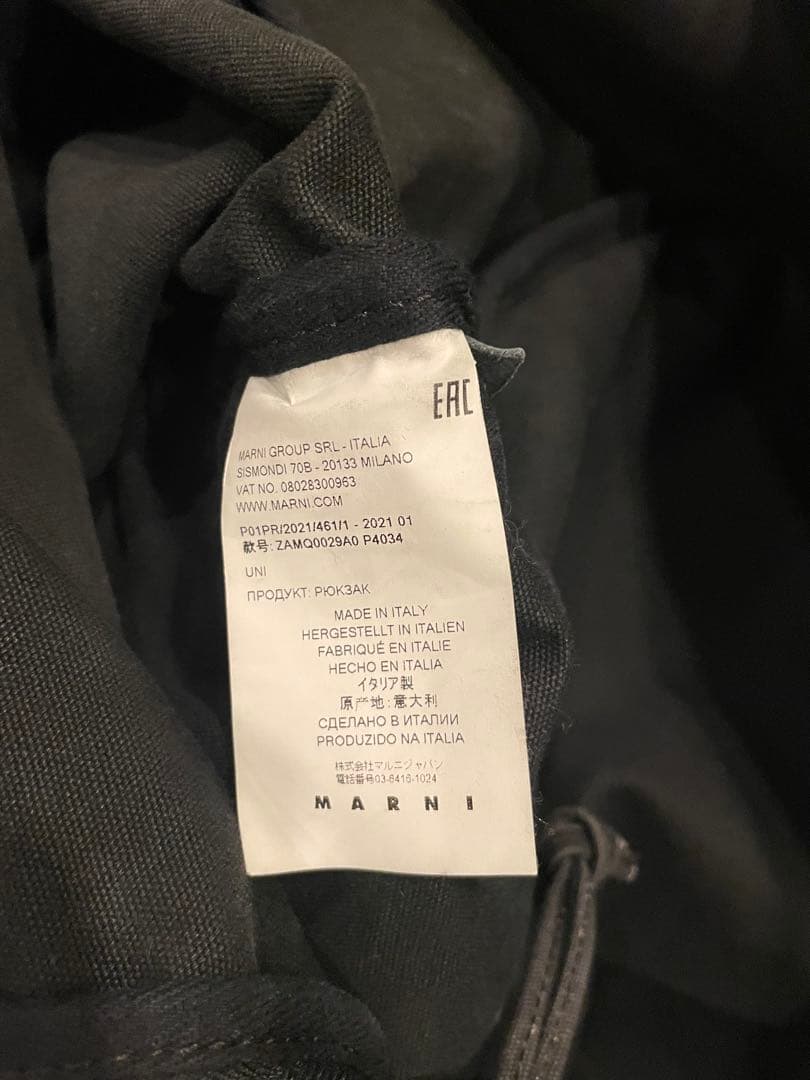 EAC
MARNI GROUP SRL - ITALIA
SISMONDI 70B - 20133 MILANO
VAT NO. 08028300963
WWW.MARNI.COM
P01PR/2021/461/1 - 2021 01
款号: ZAMQ0029A0 P4034
UNI
ПРОДУКТ: РЮКЗАК
MADE IN ITALY
HERGESTELLT IN ITALIEN
FABRIQUÉ EN ITALIE
HECHO EN ITALIA
イタリア製
原产地:意大利
СДЕЛАНО В ИТАЛИИ
PRODUZIDO NA ITALIA
株式会社マルニジャパン
電話番号03-6416-1024
MARNI